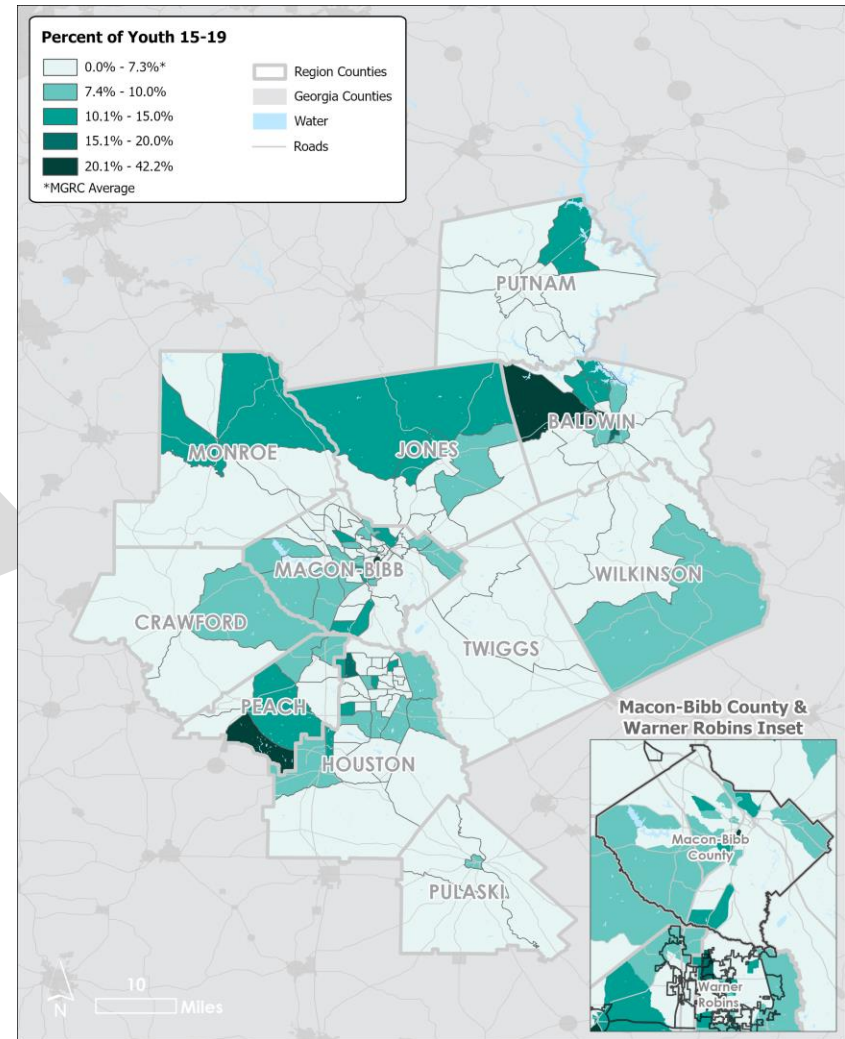 Percent of Youth 15-19
0.0% - 7.3%*
7.4% - 10.0%
10.1% - 15.0%
15.1% - 20.0%
20.1% - 42.2%
*MGRC Average
Region Counties
Georgia Counties
Water
Roads
PUTNAM
MONROE
JONES
BALDWIN
MACON-BIBB
WILKINSON
CRAWFORD
TWIGGS
PEACH
HOUSTON
PULASKI
Macon-Bibb County &
Warner Robins Inset
Macon-Bibb
County
Warner
Robins
N
10
Miles